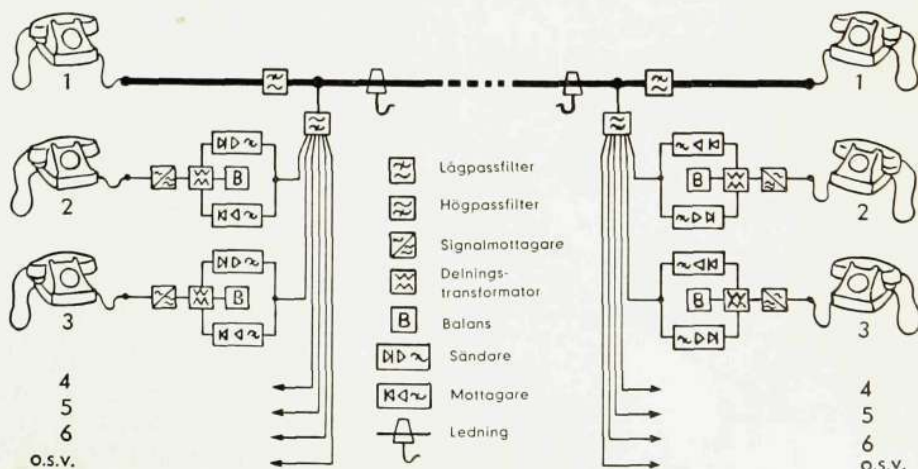 1
1
2
B
Lågpassfilter
B
2
Högpassfilter
Signalmottagare
3
B
Delnings-
transformator
B
3
B
Balans
Sändare
4
Mottagare
4
5
5
6
Ledning
6
O.S.V.
O.S.V.